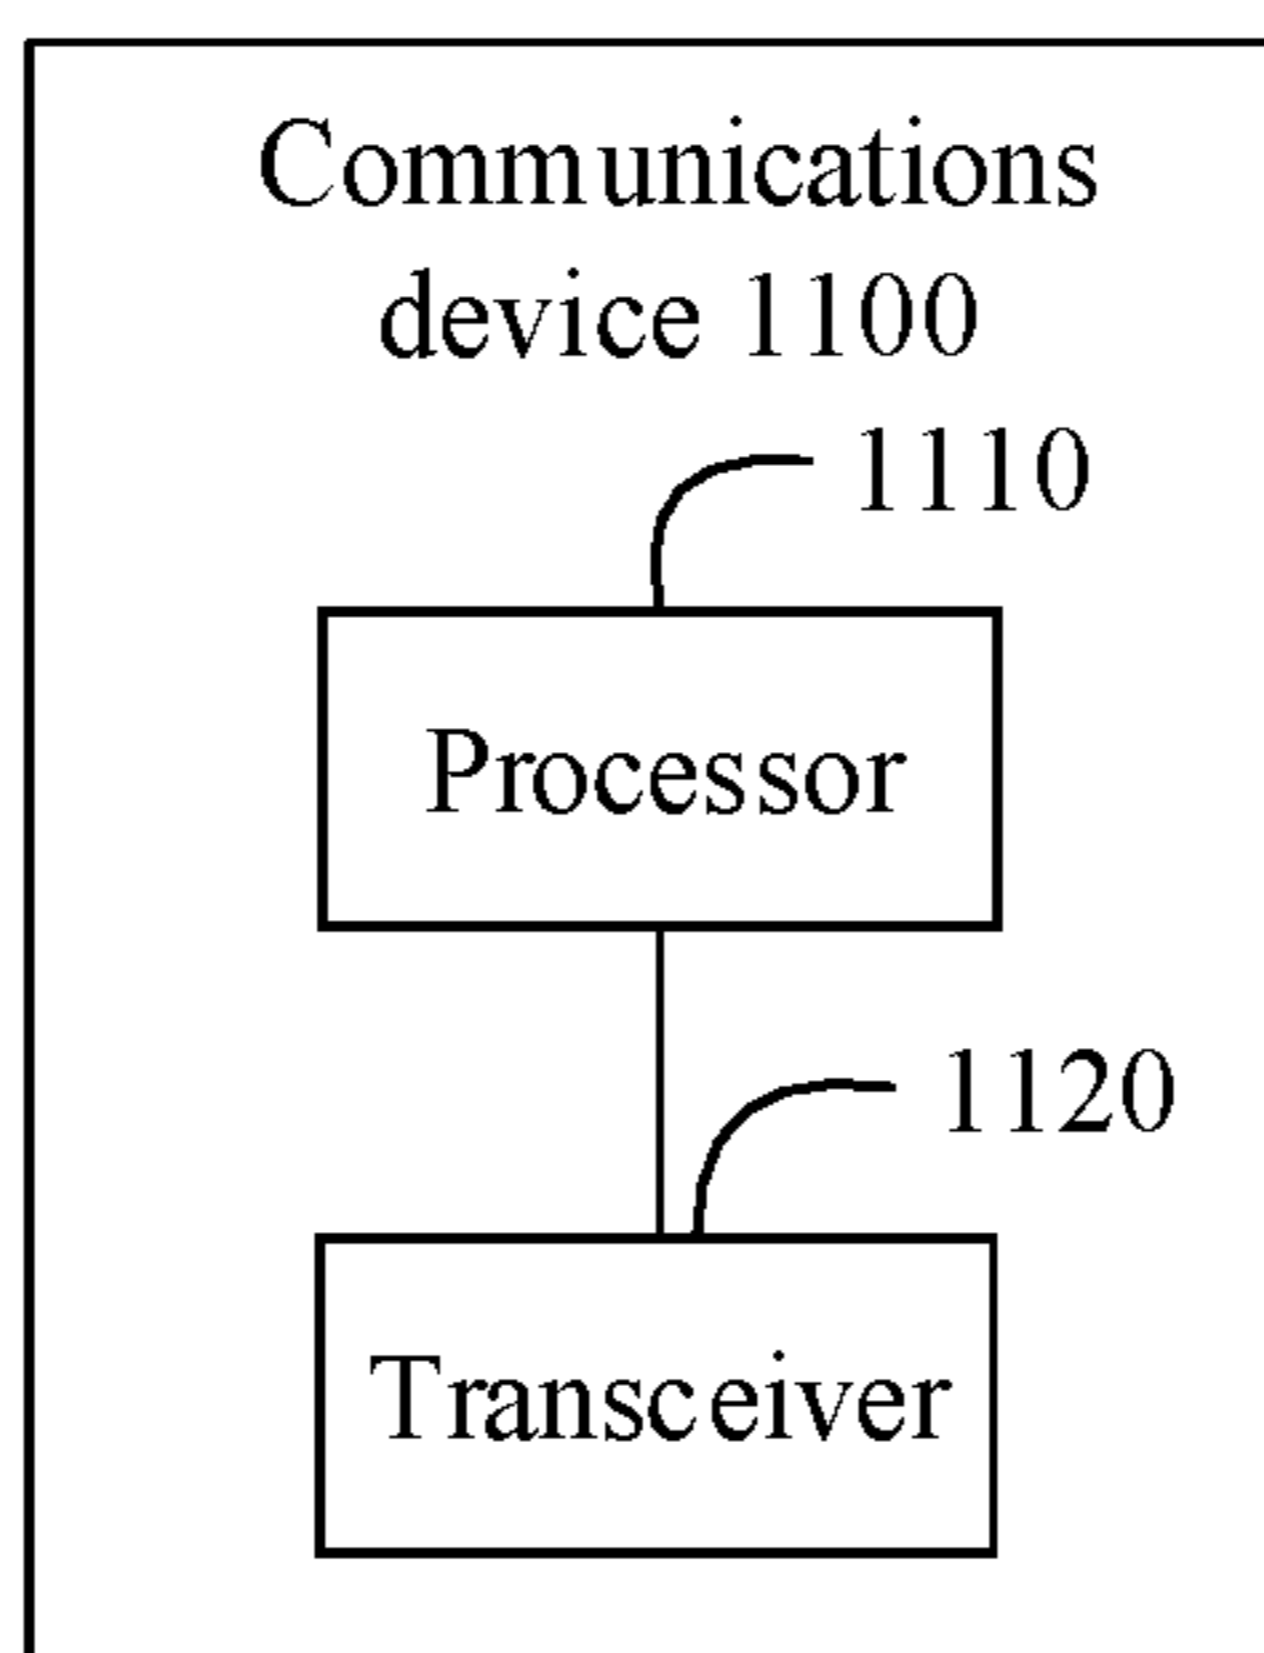 Communications
device 1100
1110
Processor
1120
Transceiver